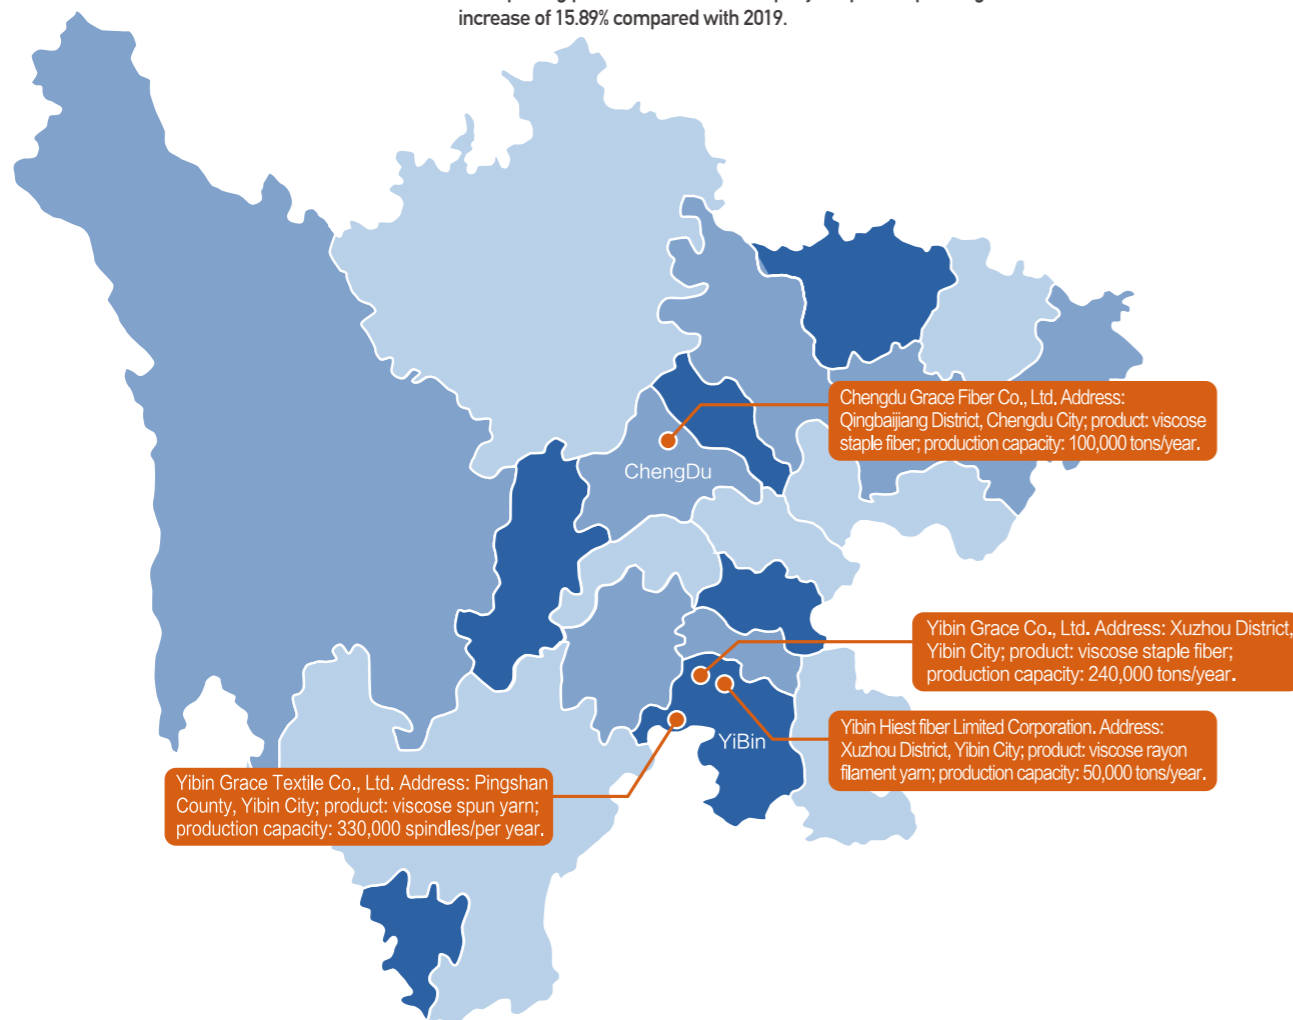 increase of 15.89% compared with 2019.
Chengdu Grace Fiber Co., Ltd. Address:
Qingbaijiang District, Chengdu City; product: viscose
staple fiber; production capacity: 100,000 tons/year.
ChengDu
Yibin Grace Co., Ltd. Address: Xuzhou District,
Yibin City; product: viscose staple fiber;
production capacity: 240,000 tons/year.
Yibin Hiest fiber Limited Corporation. Address:
Xuzhou District, Yibin City; product: viscose rayon
filament yarn; production capacity: 50,000 tons/year.
YiBin
Yibin Grace Textile Co., Ltd. Address: Pingshan
County, Yibin City; product: viscose spun yarn;
production capacity: 330,000 spindles/per year.